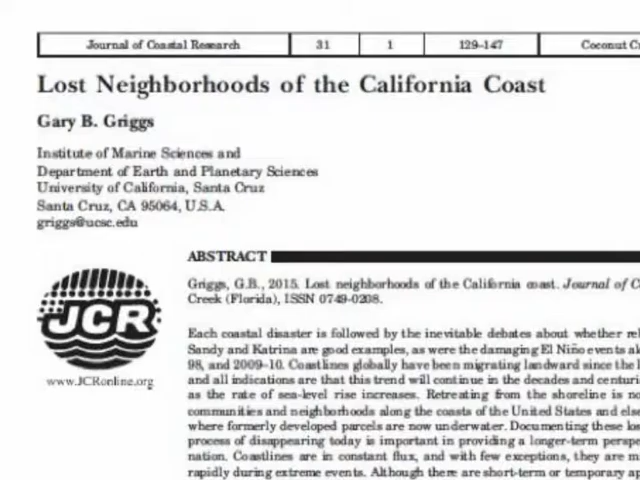 Journal of Coastal Research 31 1 129–147 Coconut Cr
Lost Neighborhoods of the California Coast
Gary B. Griggs
Institute of Marine Sciences and
Department of Earth and Planetary Sciences
University of California, Santa Cruz
Santa Cruz, CA 95064, U.S.A.
griggs@ucsc.edu
ABSTRACT
Griggs, G.B., 2015. Lost neighborhoods of the California coast. Journal of C
Creek (Florida), ISSN 0749-0208.
JCR
www.JCRonline.org
Each coastal disaster is followed by the inevitable debates about whether rel
Sandy and Katrina are good examples, as were the damaging El Niño events al
98, and 2009–10. Coastlines globally have been migrating landward since the l
and all indications are that this trend will continue in the decades and centuri
as the rate of sea-level rise increases. Retreating from the shoreline is no
communities and neighborhoods along the coasts of the United States and else
where formerly developed parcels are now underwater. Documenting these los
process of disappearing today is important in providing a longer-term perspe
nation. Coastlines are in constant flux, and with few exceptions, they are m
rapidly during extreme events. Although there are short-term or temporary ap